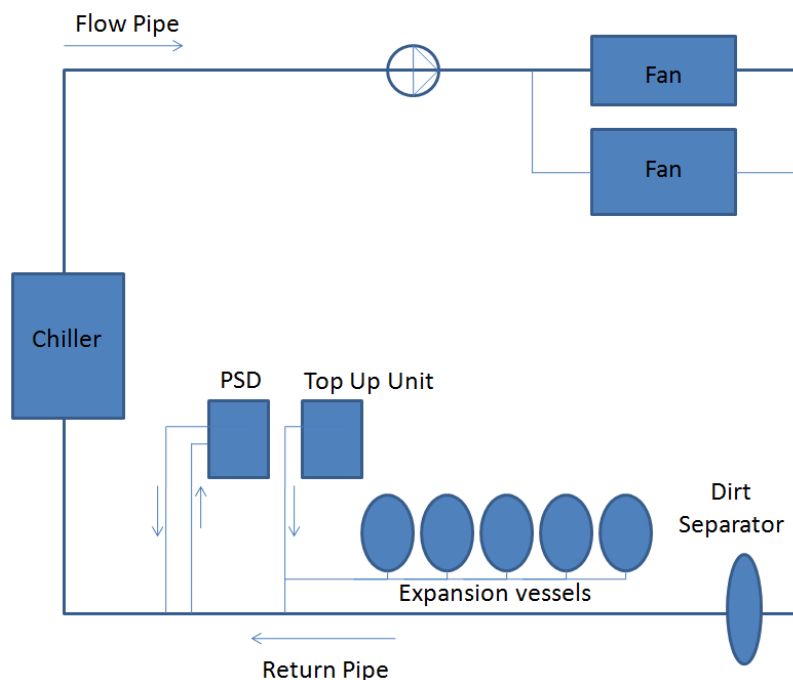 Flow Pipe
Fan
Fan
Chiller
PSD
Top Up Unit
Dirt
Separator
Expansion vessels
Return Pipe